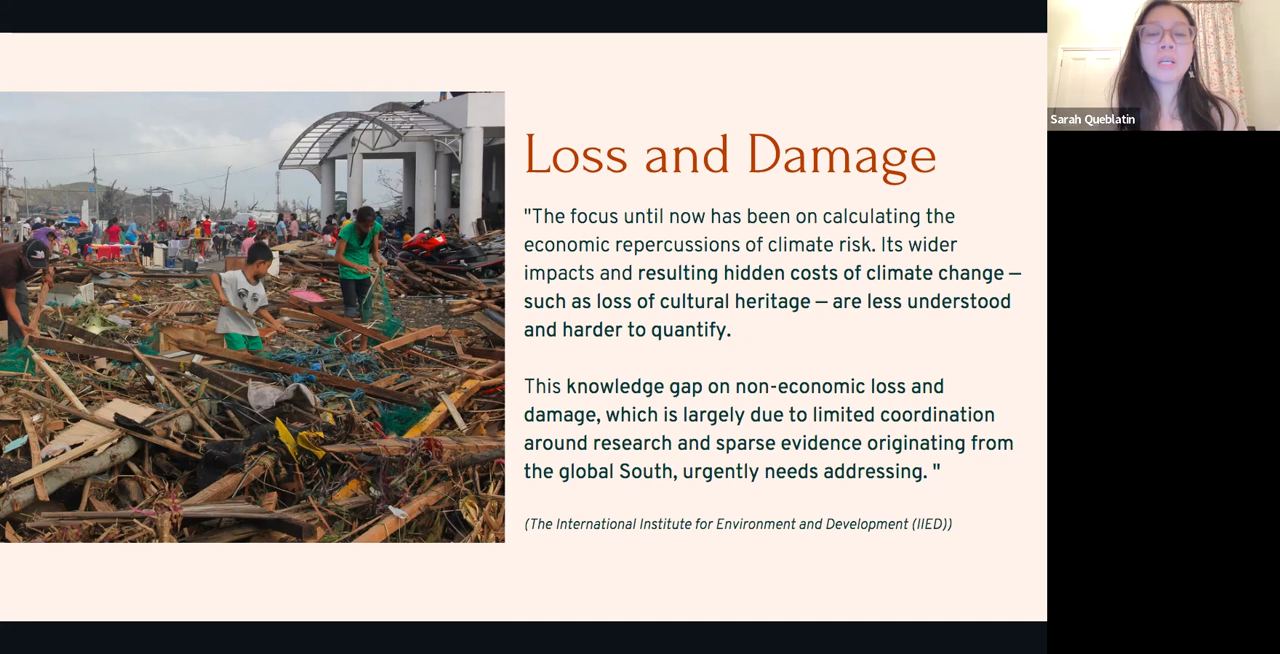 Loss and Damage
"The focus until now has been on calculating the
economic repercussions of climate risk. Its wider
impacts and resulting hidden costs of climate change –
such as loss of cultural heritage – are less understood
and harder to quantify.
This knowledge gap on non-economic loss and
damage, which is largely due to limited coordination
around research and sparse evidence originating from
the global South, urgently needs addressing. "
(The International Institute for Environment and Development (IIED))
Sarah Queblatin